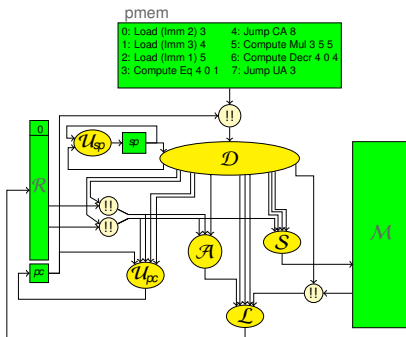 pmem
0: Load (Imm 2) 3 4: Jump CA 8
1: Load (Imm 3) 4 5: Compute Mul 3 5 5
2: Load (Imm 1) 5 6: Compute Decr 4 0 4
3: Compute Eq 4 0 1 7: Jump UA 3
!!
0
𝒰sp
sp
𝒟
ℛ
!!
!!
𝒜
𝒮
ℳ
pc
𝒰pc
!!
ℒ